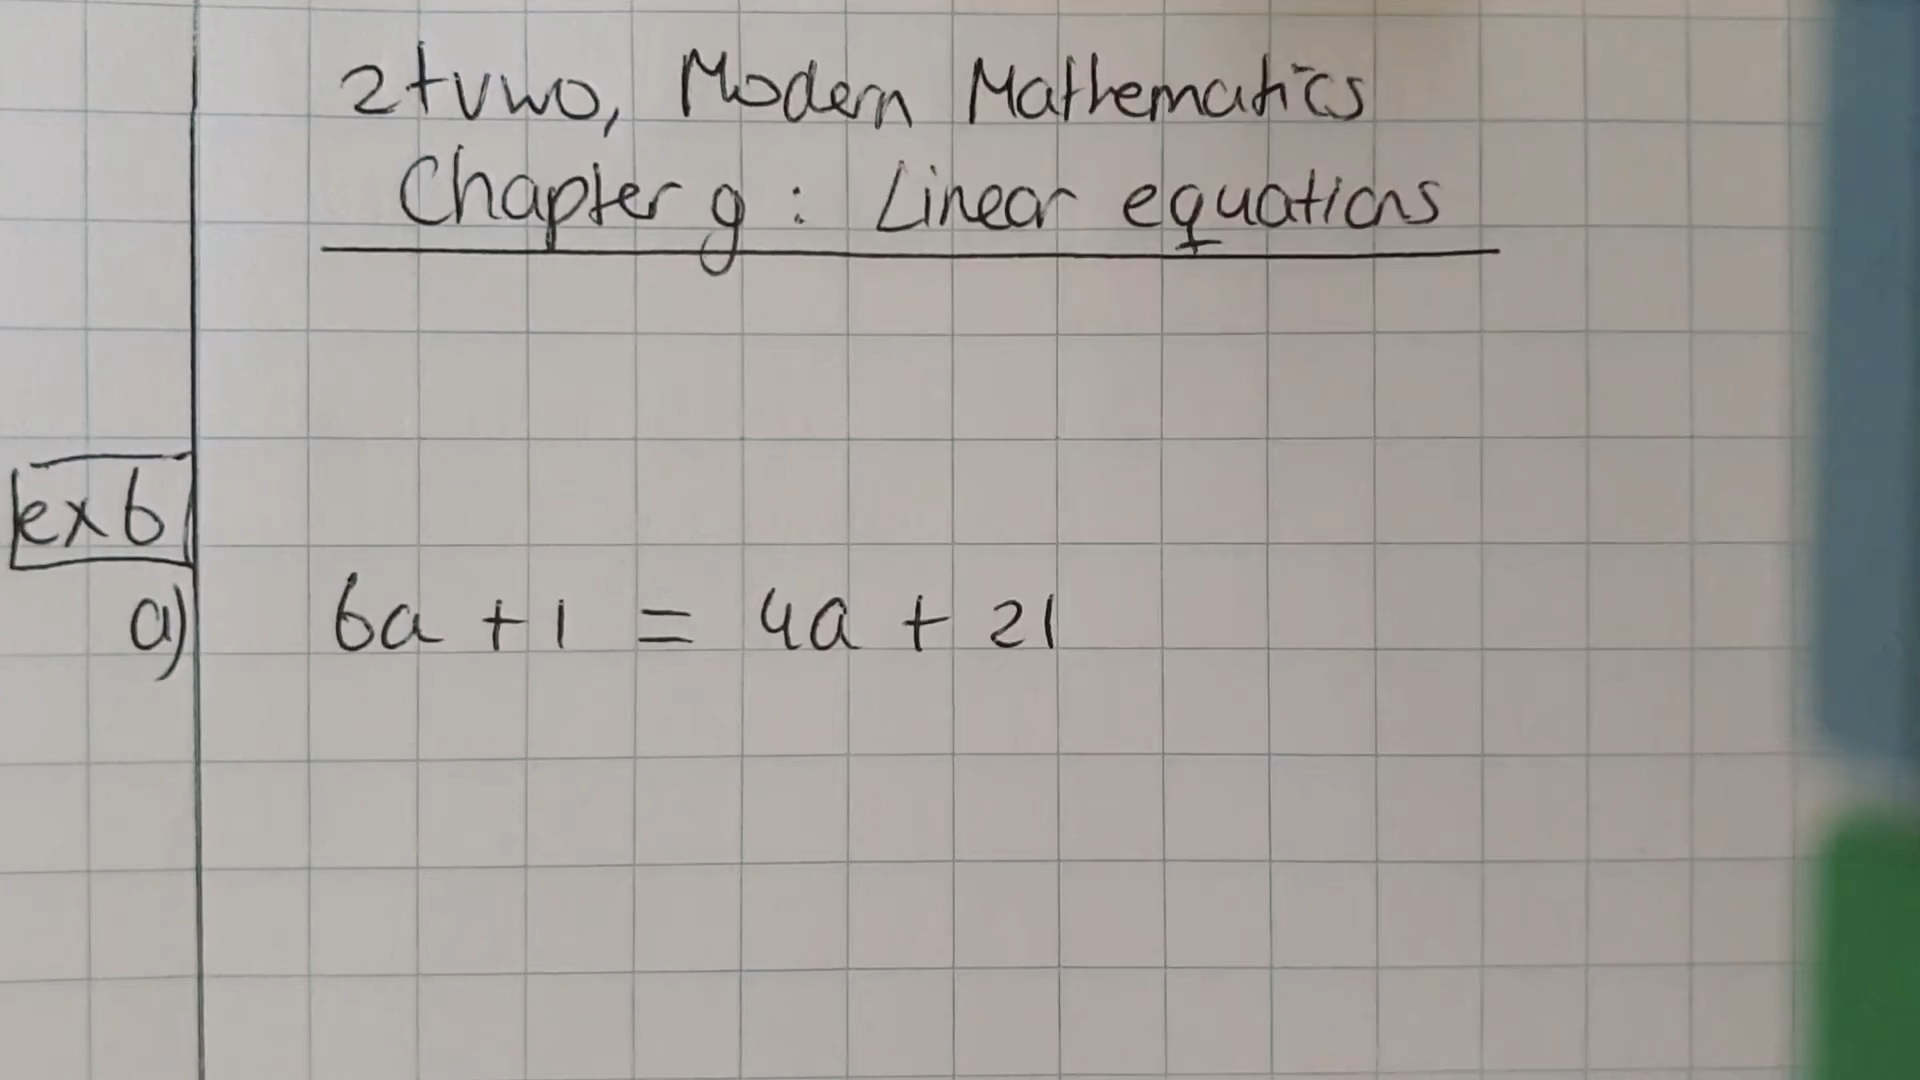 2tvwo, Modern Mathematics
Chapter 9: Linear equations
ex6
a) 6a + 1 = 4a + 21